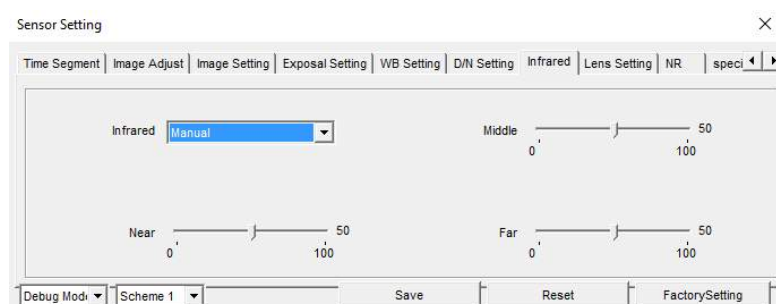 Sensor Setting
Time Segment Image Adjust Image Setting Exposal Setting WB Setting D/N Setting Infrared Lens Setting NR speci
Infrared Manual Middle 50
0 100
Near 50 Far 50
0 100 0 100
Debug Mod Scheme 1 Save Reset FactorySetting